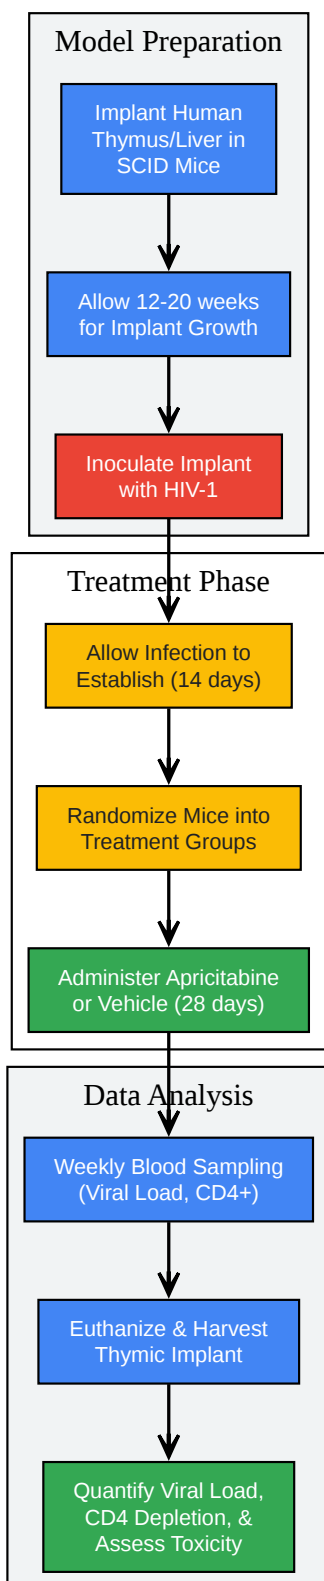 Model Preparation
Implant Human
Thymus/Liver in
SCID Mice
Allow 12-20 weeks
for Implant Growth
Inoculate Implant
with HIV-1
Treatment Phase
Allow Infection to
Establish (14 days)
Randomize Mice into
Treatment Groups
Administer Apricitabine
or Vehicle (28 days)
Data Analysis
Weekly Blood Sampling
(Viral Load, CD4+)
Euthanize & Harvest
Thymic Implant
Quantify Viral Load,
CD4 Depletion, &
Assess Toxicity